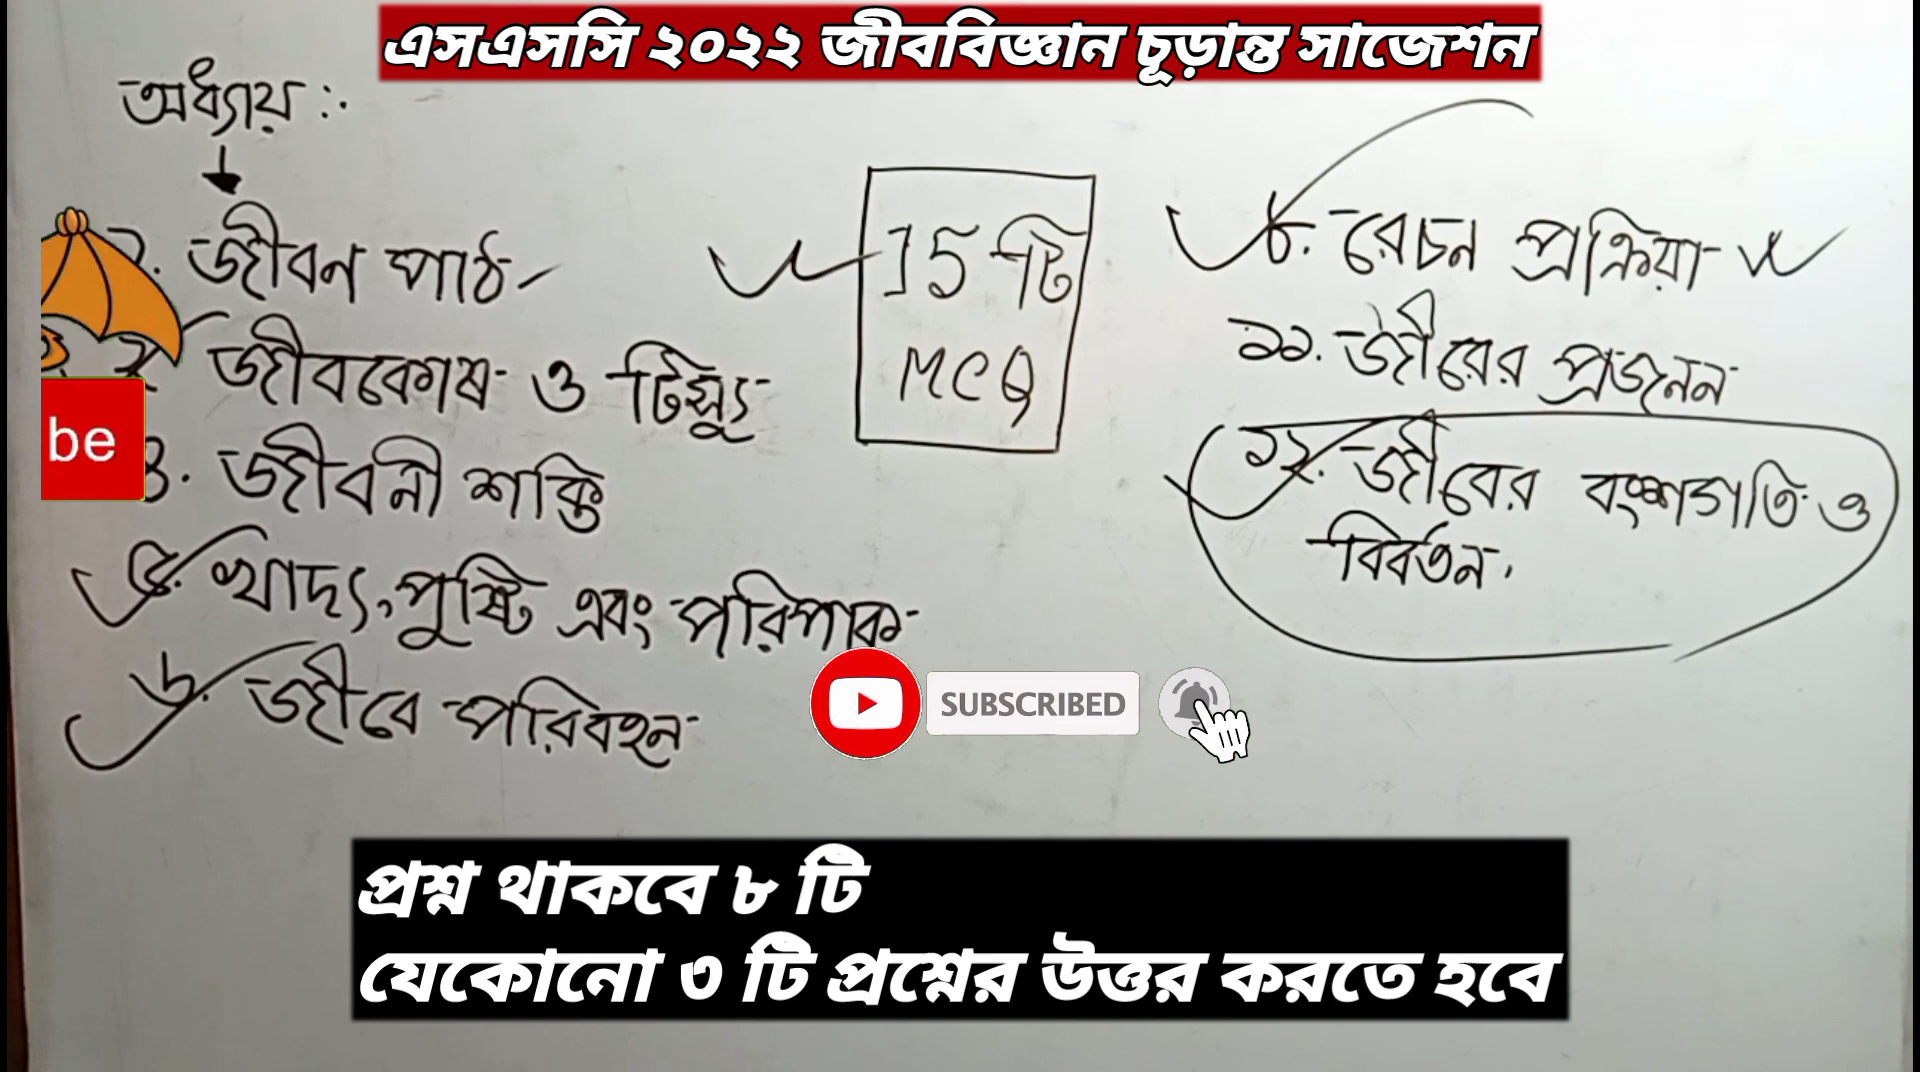 এসএসসি ২০২২ জীববিজ্ঞান চূড়ান্ত সাজেশন
অধ্যায় :-
জীবন পাঠ
২. জীবকোষ ও টিস্যু
৪. জীবনী শক্তি
৫. খাদ্য, পুষ্টি এবং পরিপাক
৬. জীবে পরিবহন
15 টি
MCQ
৮. রেচন প্রক্রিয়া
১১. জীবের প্রজনন
১২. জীবের বংশগতি ও
বিবর্তন
be
SUBSCRIBED
প্রশ্ন থাকবে ৮ টি
যেকোনো ৩ টি প্রশ্নের উত্তর করতে হবে